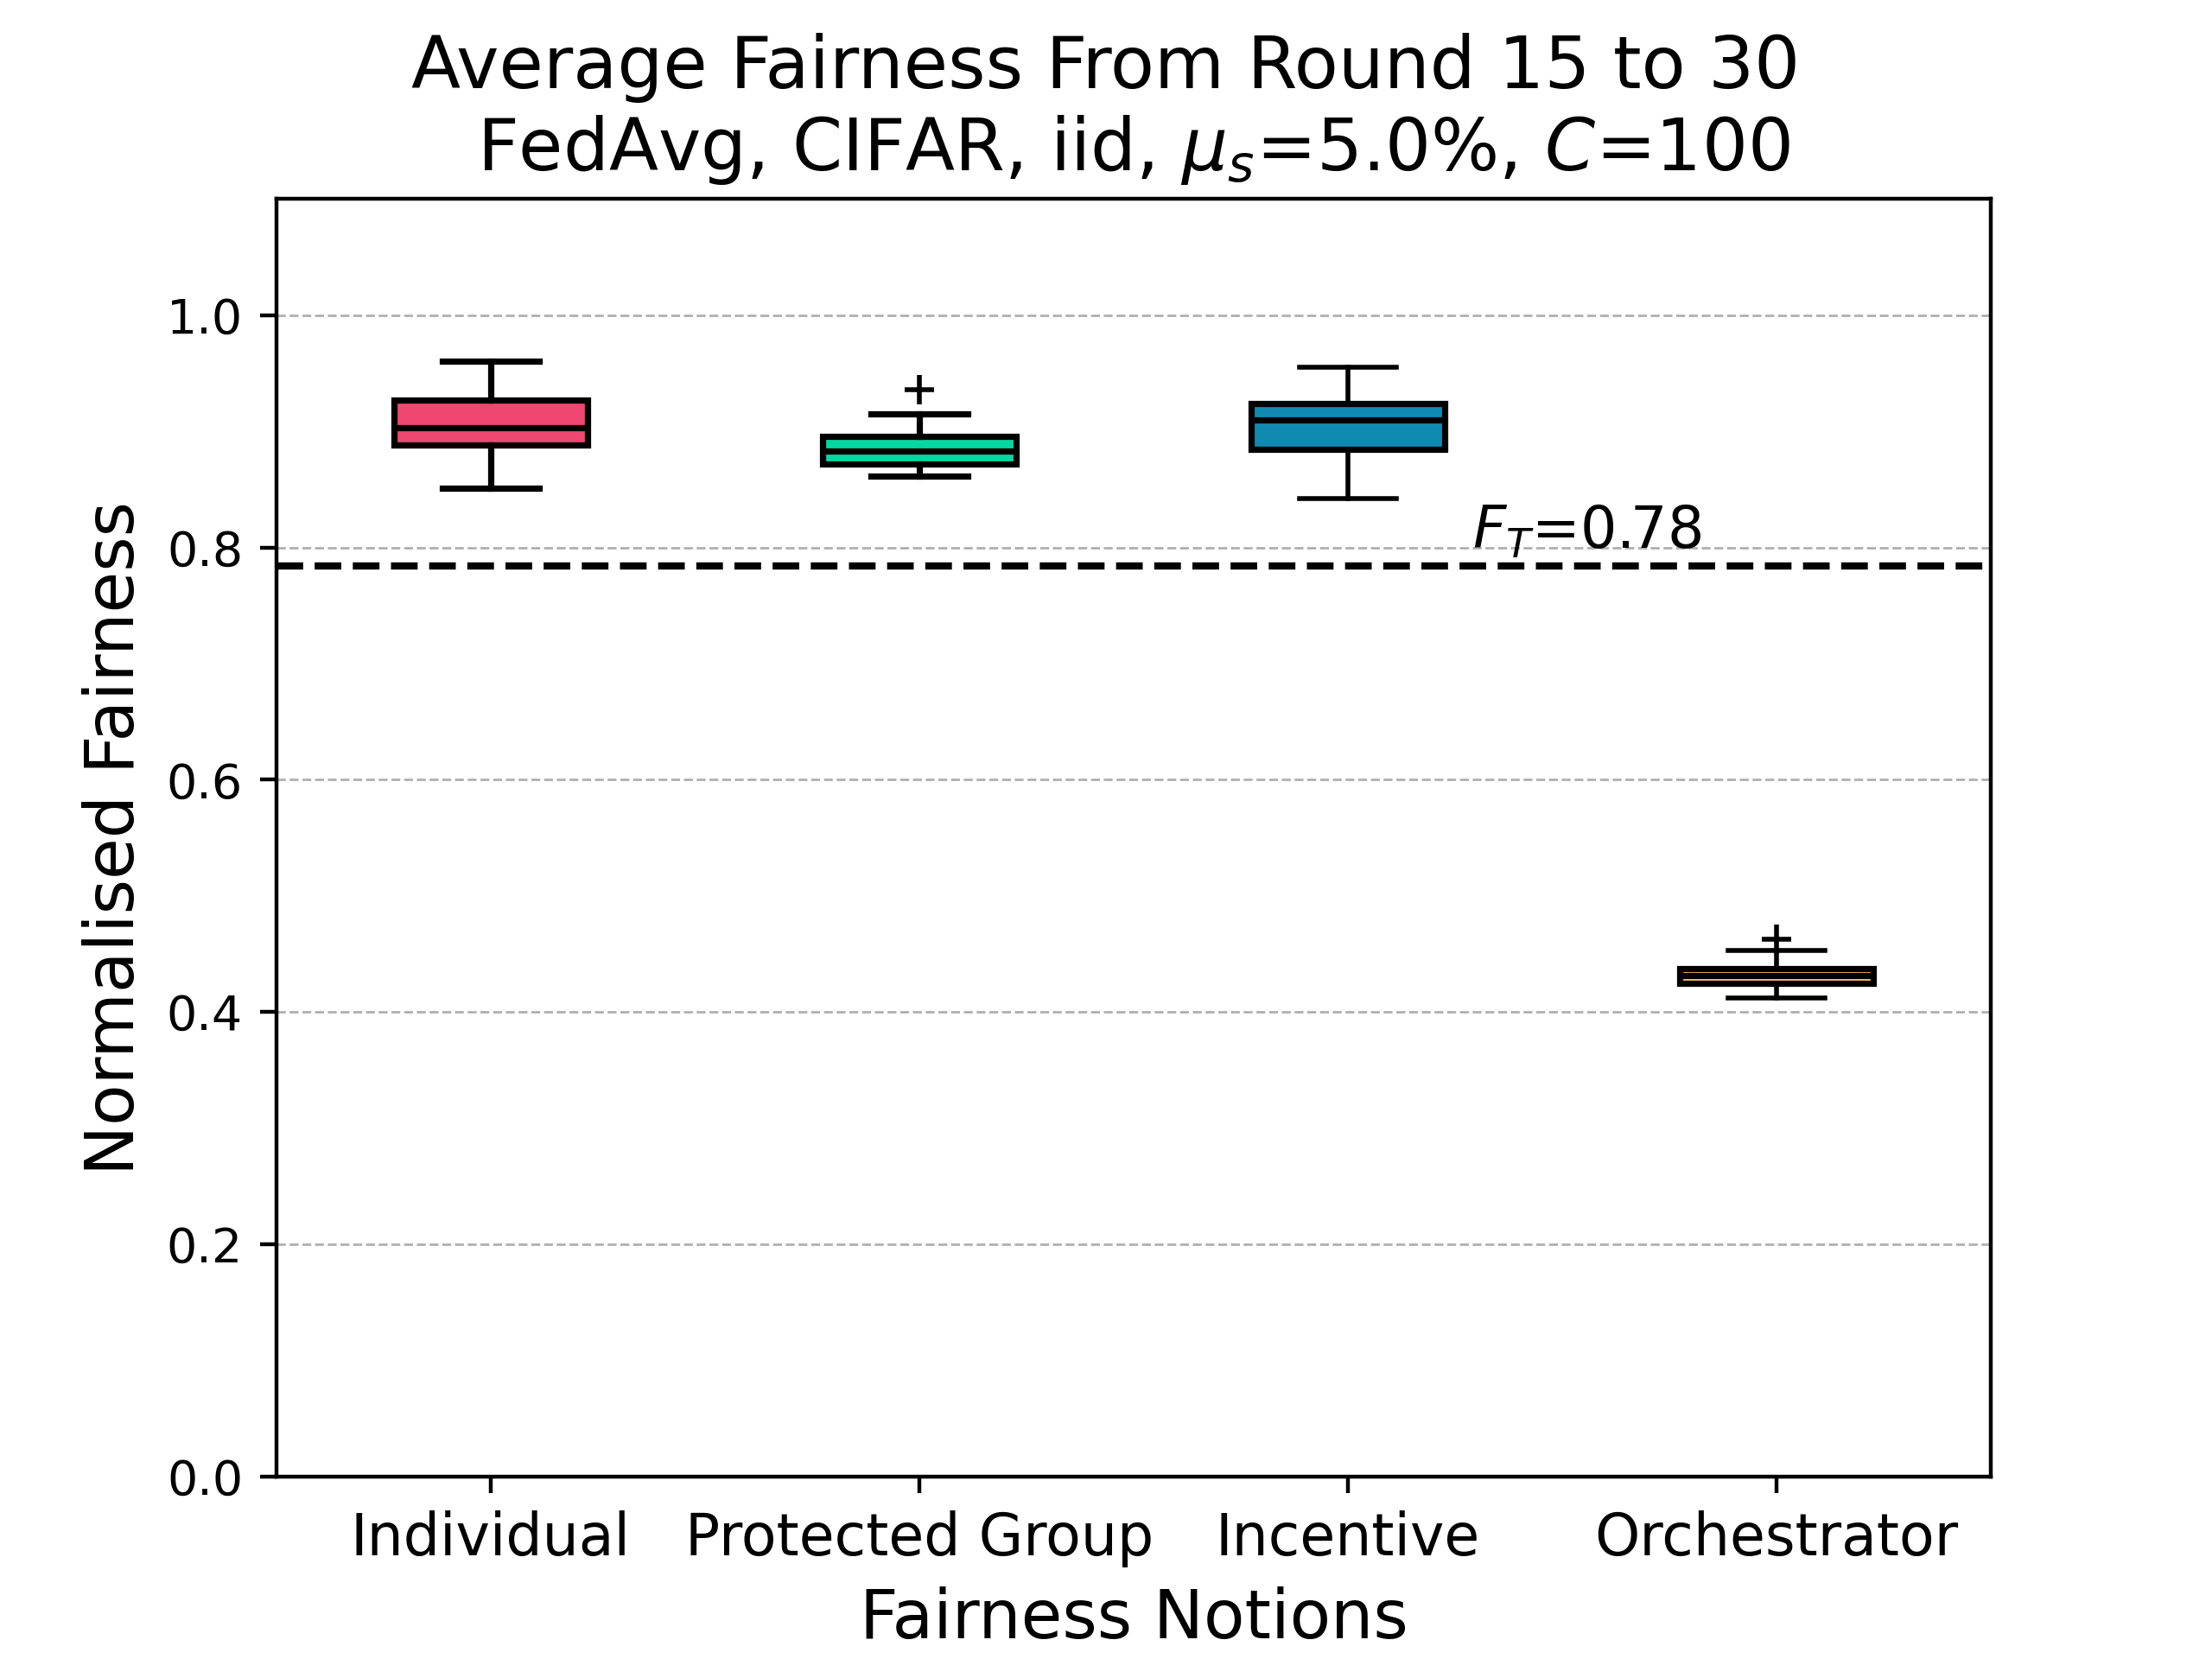 Average Fairness From Round 15 to 30
FedAvg, CIFAR, iid, μₛ=5.0%, C=100
Normalised Fairness
1.0
0.8
0.6
0.4
0.2
0.0
F_T=0.78
Individual Protected Group Incentive Orchestrator
Fairness Notions